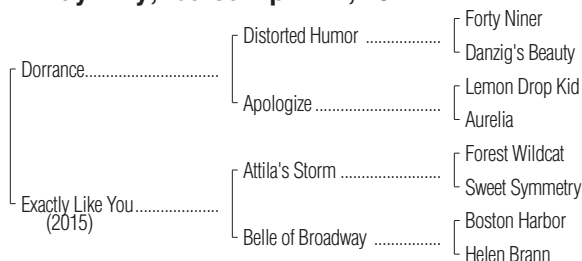 Forty Niner
Distorted Humor ..................
Danzig's Beauty
Dorrance................................
Lemon Drop Kid
Apologize ..............................
Aurelia
Forest Wildcat
Attila's Storm ........................
Sweet Symmetry
Exactly Like You....................
(2015)
Boston Harbor
Belle of Broadway ................
Helen Brann